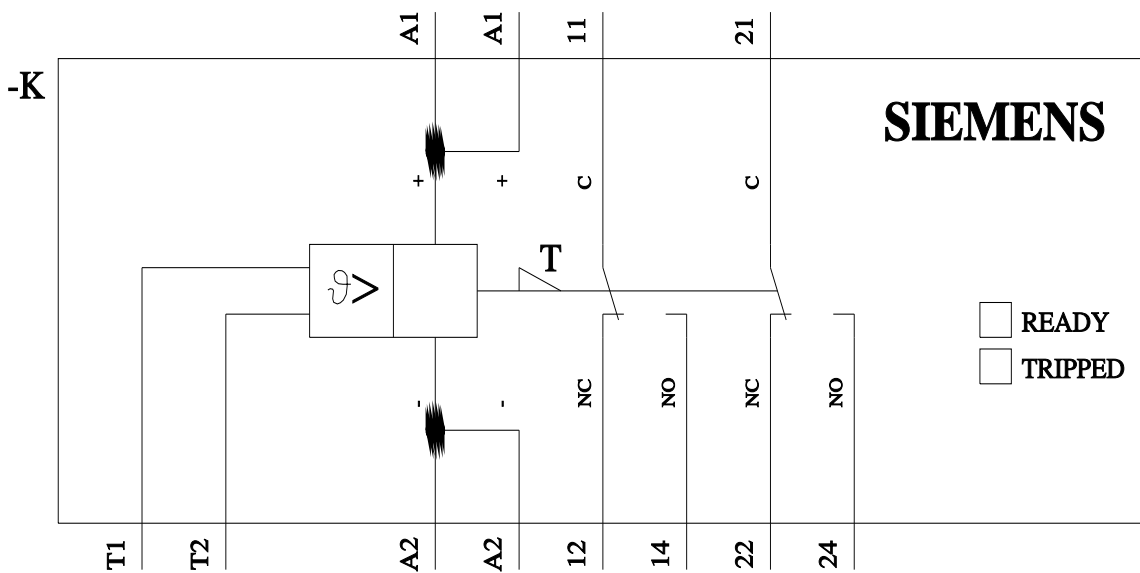 A1
A1
11
21
-K
SIEMENS
+
+
C
C
T
ϑ>
READY
TRIPPED
-
-
NC
NO
NC
NO
T1
T2
A2
A2
12
14
22
24